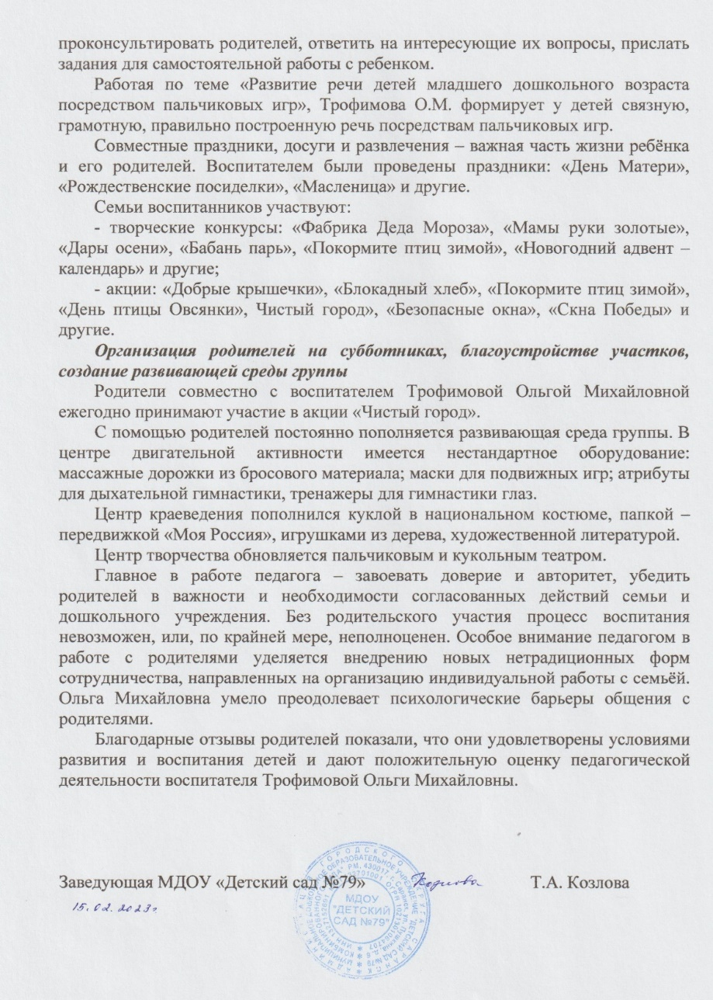 проконсультировать родителей, ответить на интересующие их вопросы, прислать
задания для самостоятельной работы с ребенком.
Работая по теме «Развитие речи детей младшего дошкольного возраста
посредством пальчиковых игр», Трофимова О.М. формирует у детей связную,
грамотную, правильно построенную речь посредствам пальчиковых игр.
Совместные праздники, досуги и развлечения – важная часть жизни ребёнка
и его родителей. Воспитателем были проведены праздники: «День Матери»,
«Рождественские посиделки», «Масленица» и другие.
Семьи воспитанников участвуют:
- творческие конкурсы: «Фабрика Деда Мороза», «Мамы руки золотые»,
«Дары осени», «Бабань парь», «Покормите птиц зимой», «Новогодний адвент –
календарь» и другие;
- акции: «Добрые крышечки», «Блокадный хлеб», «Покормите птиц зимой»,
«День птицы Овсянки», Чистый город», «Безопасные окна», «Скна Победы» и
другие.
Организация родителей на субботниках, благоустройстве участков,
создание развивающей среды группы
Родители совместно с воспитателем Трофимовой Ольгой Михайловной
ежегодно принимают участие в акции «Чистый город».
С помощью родителей постоянно пополняется развивающая среда группы. В
центре двигательной активности имеется нестандартное оборудование:
массажные дорожки из бросового материала; маски для подвижных игр; атрибуты
для дыхательной гимнастики, тренажеры для гимнастики глаз.
Центр краеведения пополнился куклой в национальном костюме, папкой –
передвижкой «Моя Россия», игрушками из дерева, художественной литературой.
Центр творчества обновляется пальчиковым и кукольным театром.
Главное в работе педагога – завоевать доверие и авторитет, убедить
родителей в важности и необходимости согласованных действий семьи и
дошкольного учреждения. Без родительского участия процесс воспитания
невозможен, или, по крайней мере, неполноценен. Особое внимание педагогом в
работе с родителями уделяется внедрению новых нетрадиционных форм
сотрудничества, направленных на организацию индивидуальной работы с семьёй.
Ольга Михайловна умело преодолевает психологические барьеры общения с
родителями.
Благодарные отзывы родителей показали, что они удовлетворены условиями
развития и воспитания детей и дают положительную оценку педагогической
деятельности воспитателя Трофимовой Ольги Михайловны.
Заведующая МДОУ «Детский сад №79» Т.А. Козлова
15.02.2023г.
МДОУ
"ДЕТСКИЙ
САД №79"